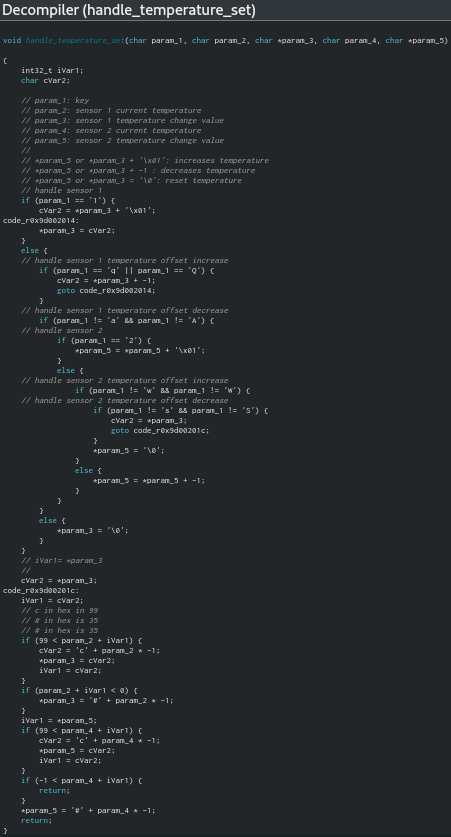 Decompiler (handle_temperature_set)
void handle_temperature_set(char param_1, char param_2, char *param_3, char param_4, char *param_5)
{
int32_t iVar1;
char cVar2;
// param_1: key
// param_2: sensor 1 current temperature
// param_3: sensor 1 temperature change value
// param_4: sensor 2 current temperature
// param_5: sensor 2 temperature change value
//
// *param_5 or *param_3 + '\x01': increases temperature
// *param_5 or *param_3 + -1 : decreases temperature
// *param_5 or *param_3 = '\0': reset temperature
// handle sensor 1
if (param_1 == '1') {
cVar2 = *param_3 + '\x01';
code_r0x9d002014:
*param_3 = cVar2;
}
else {
// handle sensor 1 temperature offset increase
if (param_1 == 'q' || param_1 == 'Q') {
cVar2 = *param_3 + -1;
goto code_r0x9d002014;
}
// handle sensor 1 temperature offset decrease
if (param_1 != 'a' && param_1 != 'A') {
// handle sensor 2
if (param_1 == '2') {
*param_5 = *param_5 + '\x01';
}
else {
// handle sensor 2 temperature offset increase
if (param_1 != 'w' && param_1 != 'W') {
// handle sensor 2 temperature offset decrease
if (param_1 != 's' && param_1 != 'S') {
cVar2 = *param_3;
goto code_r0x9d00201c;
}
*param_5 = '\0';
}
else {
*param_5 = *param_5 + -1;
}
}
}
else {
*param_3 = '\0';
}
}
// iVar1= *param_3
//
cVar2 = *param_3;
code_r0x9d00201c:
iVar1 = cVar2;
// c in hex in 99
// # in hex is 35
// # in hex is 35
if (99 < param_2 + iVar1) {
cVar2 = 'c' + param_2 * -1;
*param_3 = cVar2;
iVar1 = cVar2;
}
if (param_2 + iVar1 < 0) {
*param_3 = '#' + param_2 * -1;
}
iVar1 = *param_5;
if (99 < param_4 + iVar1) {
cVar2 = 'c' + param_4 * -1;
*param_5 = cVar2;
iVar1 = cVar2;
}
if (-1 < param_4 + iVar1) {
return;
}
*param_5 = '#' + param_4 * -1;
return;
}